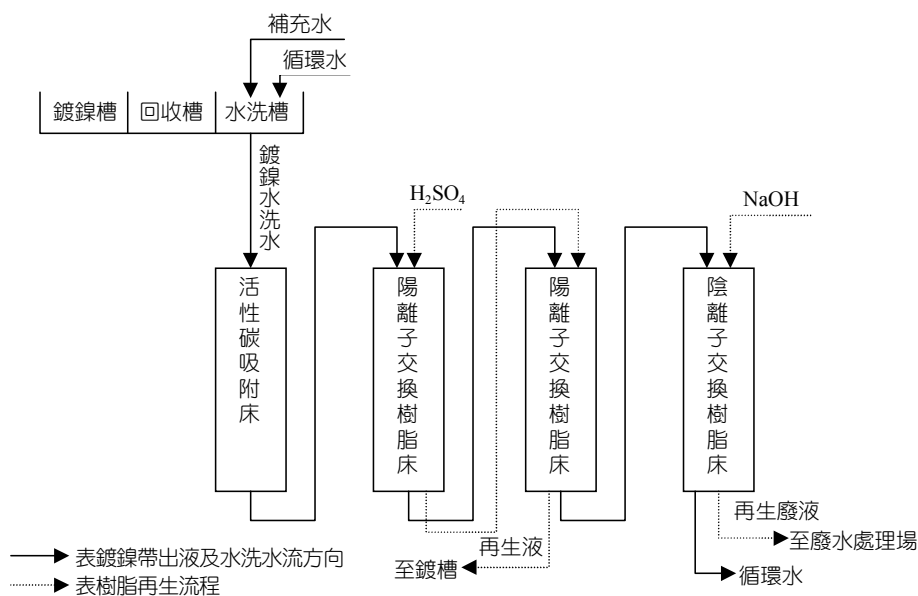 補充水
循環水
鍍鎳槽
回收槽
水洗槽
鍍鎳水洗水
H₂SO₄
NaOH
活性碳吸附床
陽離子交換樹脂床
陽離子交換樹脂床
陰離子交換樹脂床
再生廢液
至廢水處理場
再生液
至鍍槽
循環水
表鍍鎳帶出液及水洗水流方向
表樹脂再生流程